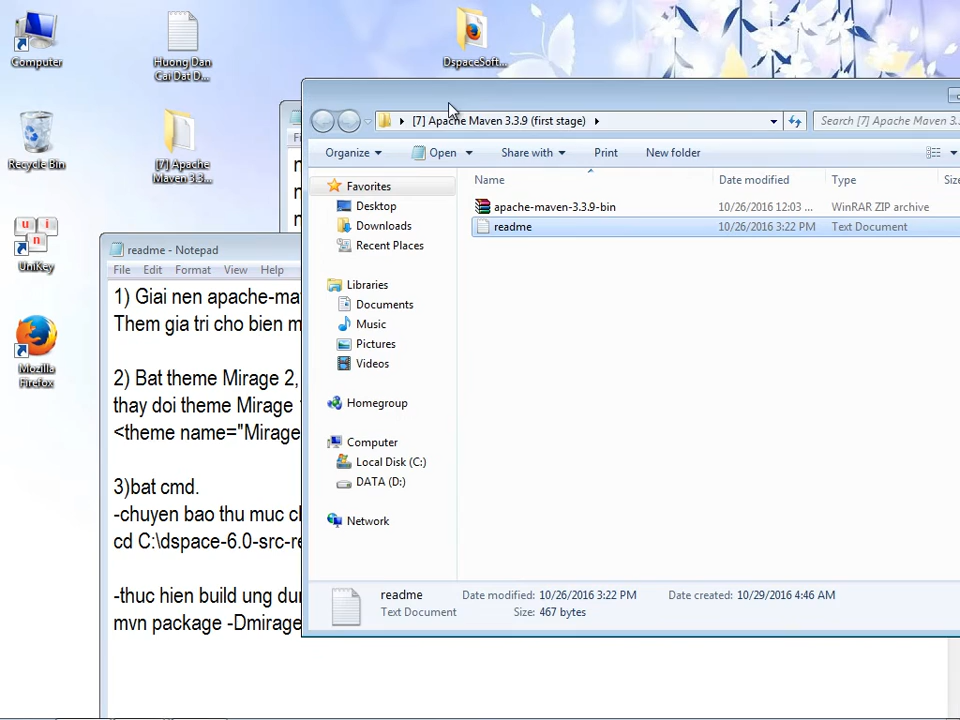 Computer
Huong Dan
Cai Dat D...
DspaceSoft...
Recycle Bin
[7] Apache
Maven 3.3...
UniKey
Mozilla
Firefox
[7] Apache Maven 3.3.9 (first stage)
Search [7] Apache Maven 3...
Organize
Open
Share with
Print
New folder
Favorites
Desktop
Downloads
Recent Places
Libraries
Documents
Music
Pictures
Videos
Homegroup
Computer
Local Disk (C:)
DATA (D:)
Network
Name
Date modified
Type
Size
apache-maven-3.3.9-bin
10/26/2016 12:03 ...
WinRAR ZIP archive
readme
10/26/2016 3:22 PM
Text Document
readme
Date modified: 10/26/2016 3:22 PM
Date created: 10/29/2016 4:46 AM
Text Document
Size: 467 bytes
readme - Notepad
File Edit Format View Help
1) Giai nen apache-ma
Them gia tri cho bien m
2) Bat theme Mirage 2,
thay doi theme Mirage
<theme name="Mirage
3)bat cmd.
-chuyen bao thu muc c
cd C:\dspace-6.0-src-re
-thuc hien build ung du
mvn package -Dmirage